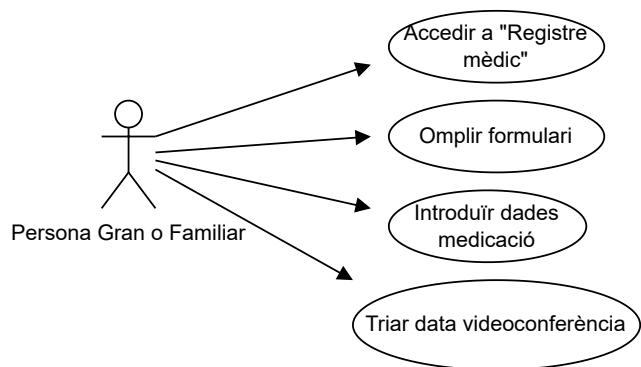 Accedir a "Registre
mèdic"
Omplir formulari
Introduïr dades
medicació
Persona Gran o Familiar
Triar data videoconferència